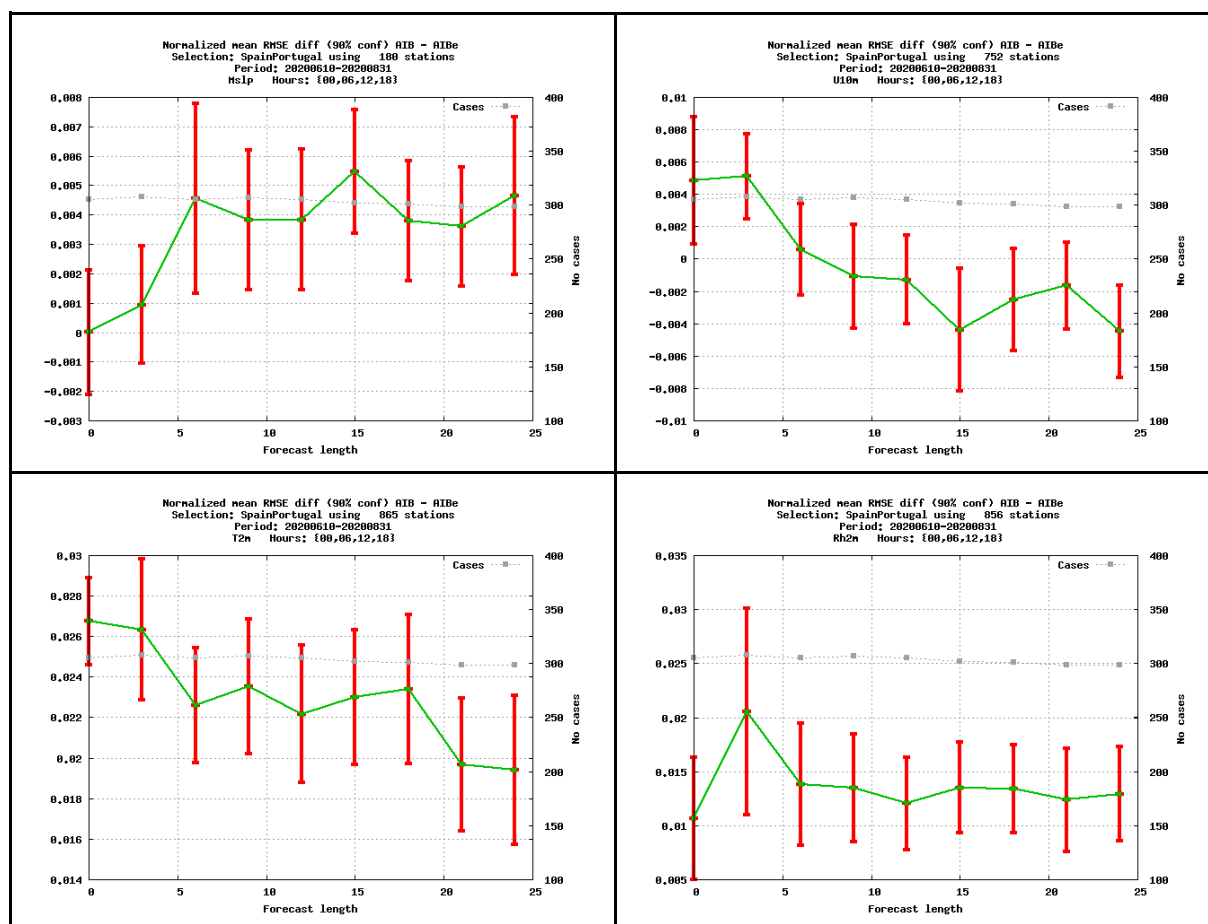 Normalized mean RMSE diff (90% conf) AIB - AIBe
Selection: SpainPortugal using 180 stations
Period: 20200610-20200831
Mslp Hours: {00,06,12,18}
Cases
0.008
0.007
0.006
0.005
0.004
0.003
0.002
0.001
0
-0.001
-0.002
-0.003
400
350
300
250
200
150
100
No cases
0 5 10 15 20 25
Forecast length
Normalized mean RMSE diff (90% conf) AIB - AIBe
Selection: SpainPortugal using 752 stations
Period: 20200610-20200831
U10m Hours: {00,06,12,18}
Cases
0.01
0.008
0.006
0.004
0.002
0
-0.002
-0.004
-0.006
-0.008
-0.01
400
350
300
250
200
150
100
No cases
0 5 10 15 20 25
Forecast length
Normalized mean RMSE diff (90% conf) AIB - AIBe
Selection: SpainPortugal using 865 stations
Period: 20200610-20200831
T2m Hours: {00,06,12,18}
Cases
0.03
0.028
0.026
0.024
0.022
0.02
0.018
0.016
0.014
400
350
300
250
200
150
100
No cases
0 5 10 15 20 25
Forecast length
Normalized mean RMSE diff (90% conf) AIB - AIBe
Selection: SpainPortugal using 856 stations
Period: 20200610-20200831
Rh2m Hours: {00,06,12,18}
Cases
0.035
0.03
0.025
0.02
0.015
0.01
0.005
400
350
300
250
200
150
100
No cases
0 5 10 15 20 25
Forecast length